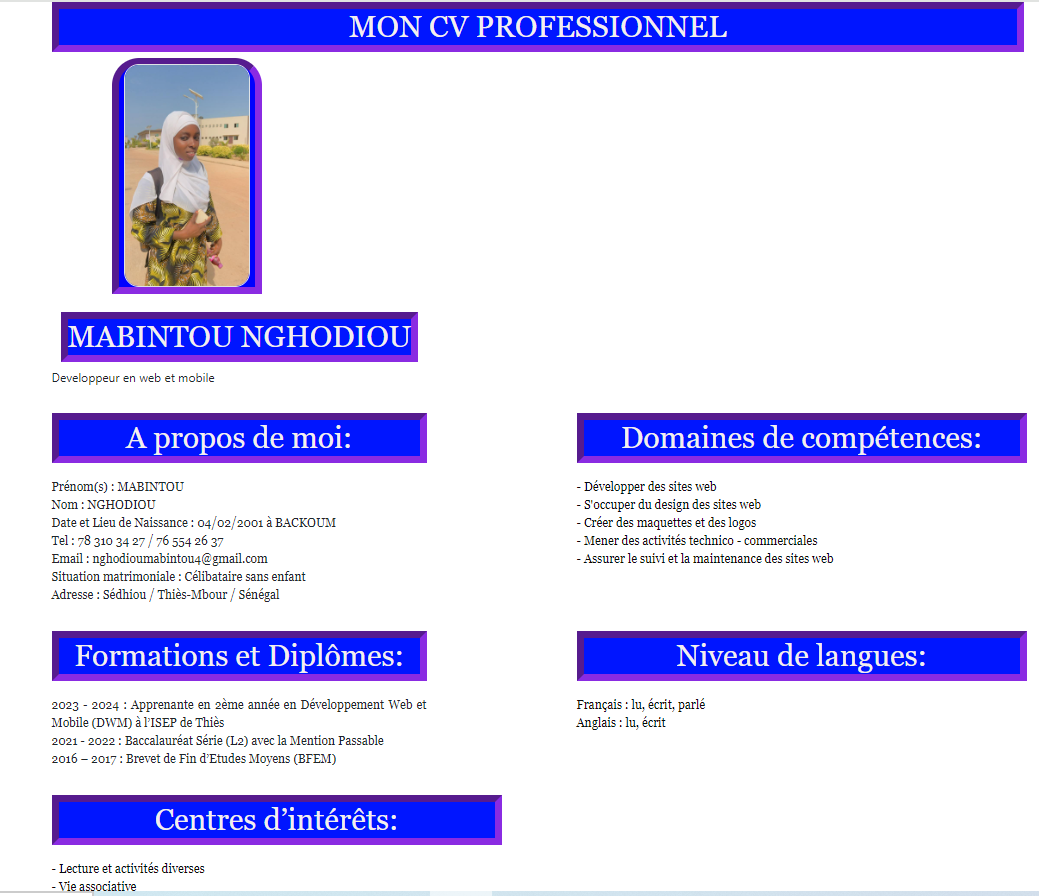 MON CV PROFESSIONNEL
MABINTOU NGHODIOU
Developpeur en web et mobile
A propos de moi:
Prénom(s) : MABINTOU
Nom : NGHODIOU
Date et Lieu de Naissance : 04/02/2001 à BACKOUM
Tel : 78 310 34 27 / 76 554 26 37
Email : nghodioumabintou4@gmail.com
Situation matrimoniale : Célibataire sans enfant
Adresse : Sédhiou / Thiès-Mbour / Sénégal
Domaines de compétences:
- Développer des sites web
- S'occuper du design des sites web
- Créer des maquettes et des logos
- Mener des activités technico - commerciales
- Assurer le suivi et la maintenance des sites web
Formations et Diplômes:
2023 - 2024 : Apprenante en 2ème année en Développement Web et
Mobile (DWM) à l’ISEP de Thiès
2021 - 2022 : Baccalauréat Série (L2) avec la Mention Passable
2016 – 2017 : Brevet de Fin d’Etudes Moyens (BFEM)
Niveau de langues:
Français : lu, écrit, parlé
Anglais : lu, écrit
Centres d’intérêts:
- Lecture et activités diverses
- Vie associative